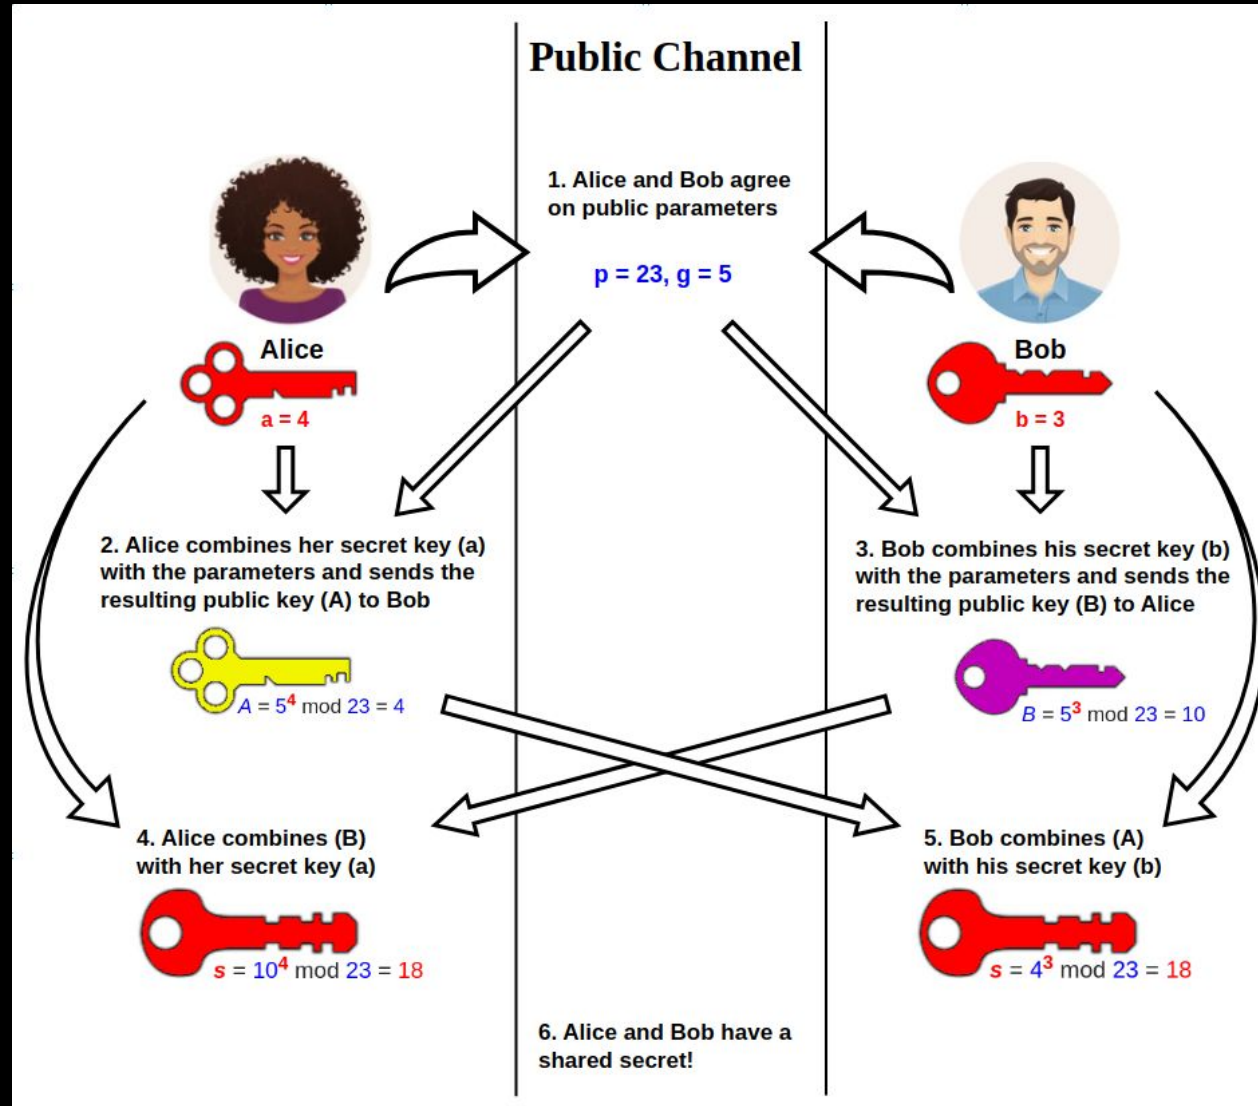 Public Channel
1. Alice and Bob agree
on public parameters
p = 23, g = 5
Alice
a = 4
Bob
b = 3
2. Alice combines her secret key (a)
with the parameters and sends the
resulting public key (A) to Bob
A = 5⁴ mod 23 = 4
3. Bob combines his secret key (b)
with the parameters and sends the
resulting public key (B) to Alice
B = 5³ mod 23 = 10
4. Alice combines (B)
with her secret key (a)
s = 10⁴ mod 23 = 18
5. Bob combines (A)
with his secret key (b)
s = 4³ mod 23 = 18
6. Alice and Bob have a
shared secret!